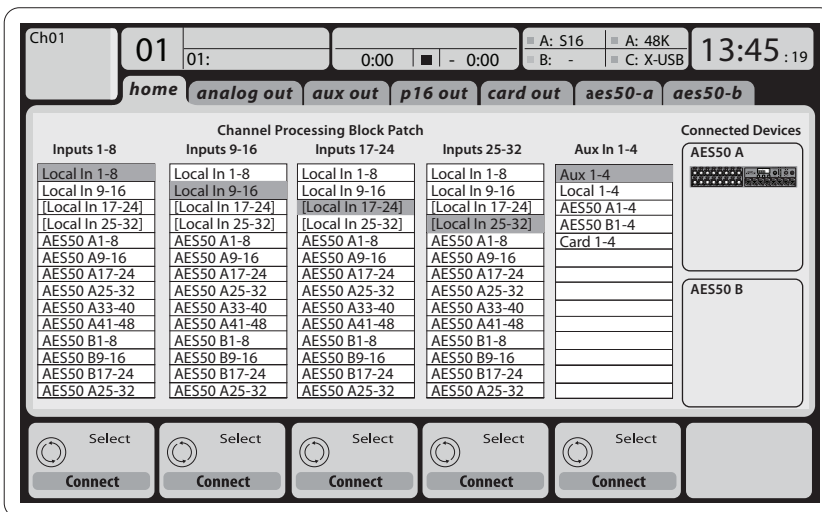 Ch01
01
01:
0:00 - 0:00
A: S16
A: 48K
B: -
C: X-USB
13:45 :19
home
analog out
aux out
p16 out
card out
aes50-a
aes50-b
Channel Processing Block Patch
Connected Devices
Inputs 1-8
Local In 1-8
Local In 9-16
[Local In 17-24]
[Local In 25-32]
AES50 A1-8
AES50 A9-16
AES50 A17-24
AES50 A25-32
AES50 A33-40
AES50 A41-48
AES50 B1-8
AES50 B9-16
AES50 B17-24
AES50 A25-32
Inputs 9-16
Local In 1-8
Local In 9-16
[Local In 17-24]
[Local In 25-32]
AES50 A1-8
AES50 A9-16
AES50 A17-24
AES50 A25-32
AES50 A33-40
AES50 A41-48
AES50 B1-8
AES50 B9-16
AES50 B17-24
AES50 A25-32
Inputs 17-24
Local In 1-8
Local In 9-16
[Local In 17-24]
[Local In 25-32]
AES50 A1-8
AES50 A9-16
AES50 A17-24
AES50 A25-32
AES50 A33-40
AES50 A41-48
AES50 B1-8
AES50 B9-16
AES50 B17-24
AES50 A25-32
Inputs 25-32
Local In 1-8
Local In 9-16
[Local In 17-24]
[Local In 25-32]
AES50 A1-8
AES50 A9-16
AES50 A17-24
AES50 A25-32
AES50 A33-40
AES50 A41-48
AES50 B1-8
AES50 B9-16
AES50 B17-24
AES50 A25-32
Aux In 1-4
Aux 1-4
Local 1-4
AES50 A1-4
AES50 B1-4
Card 1-4
AES50 A
AES50 B
Select
Connect
Select
Connect
Select
Connect
Select
Connect
Select
Connect